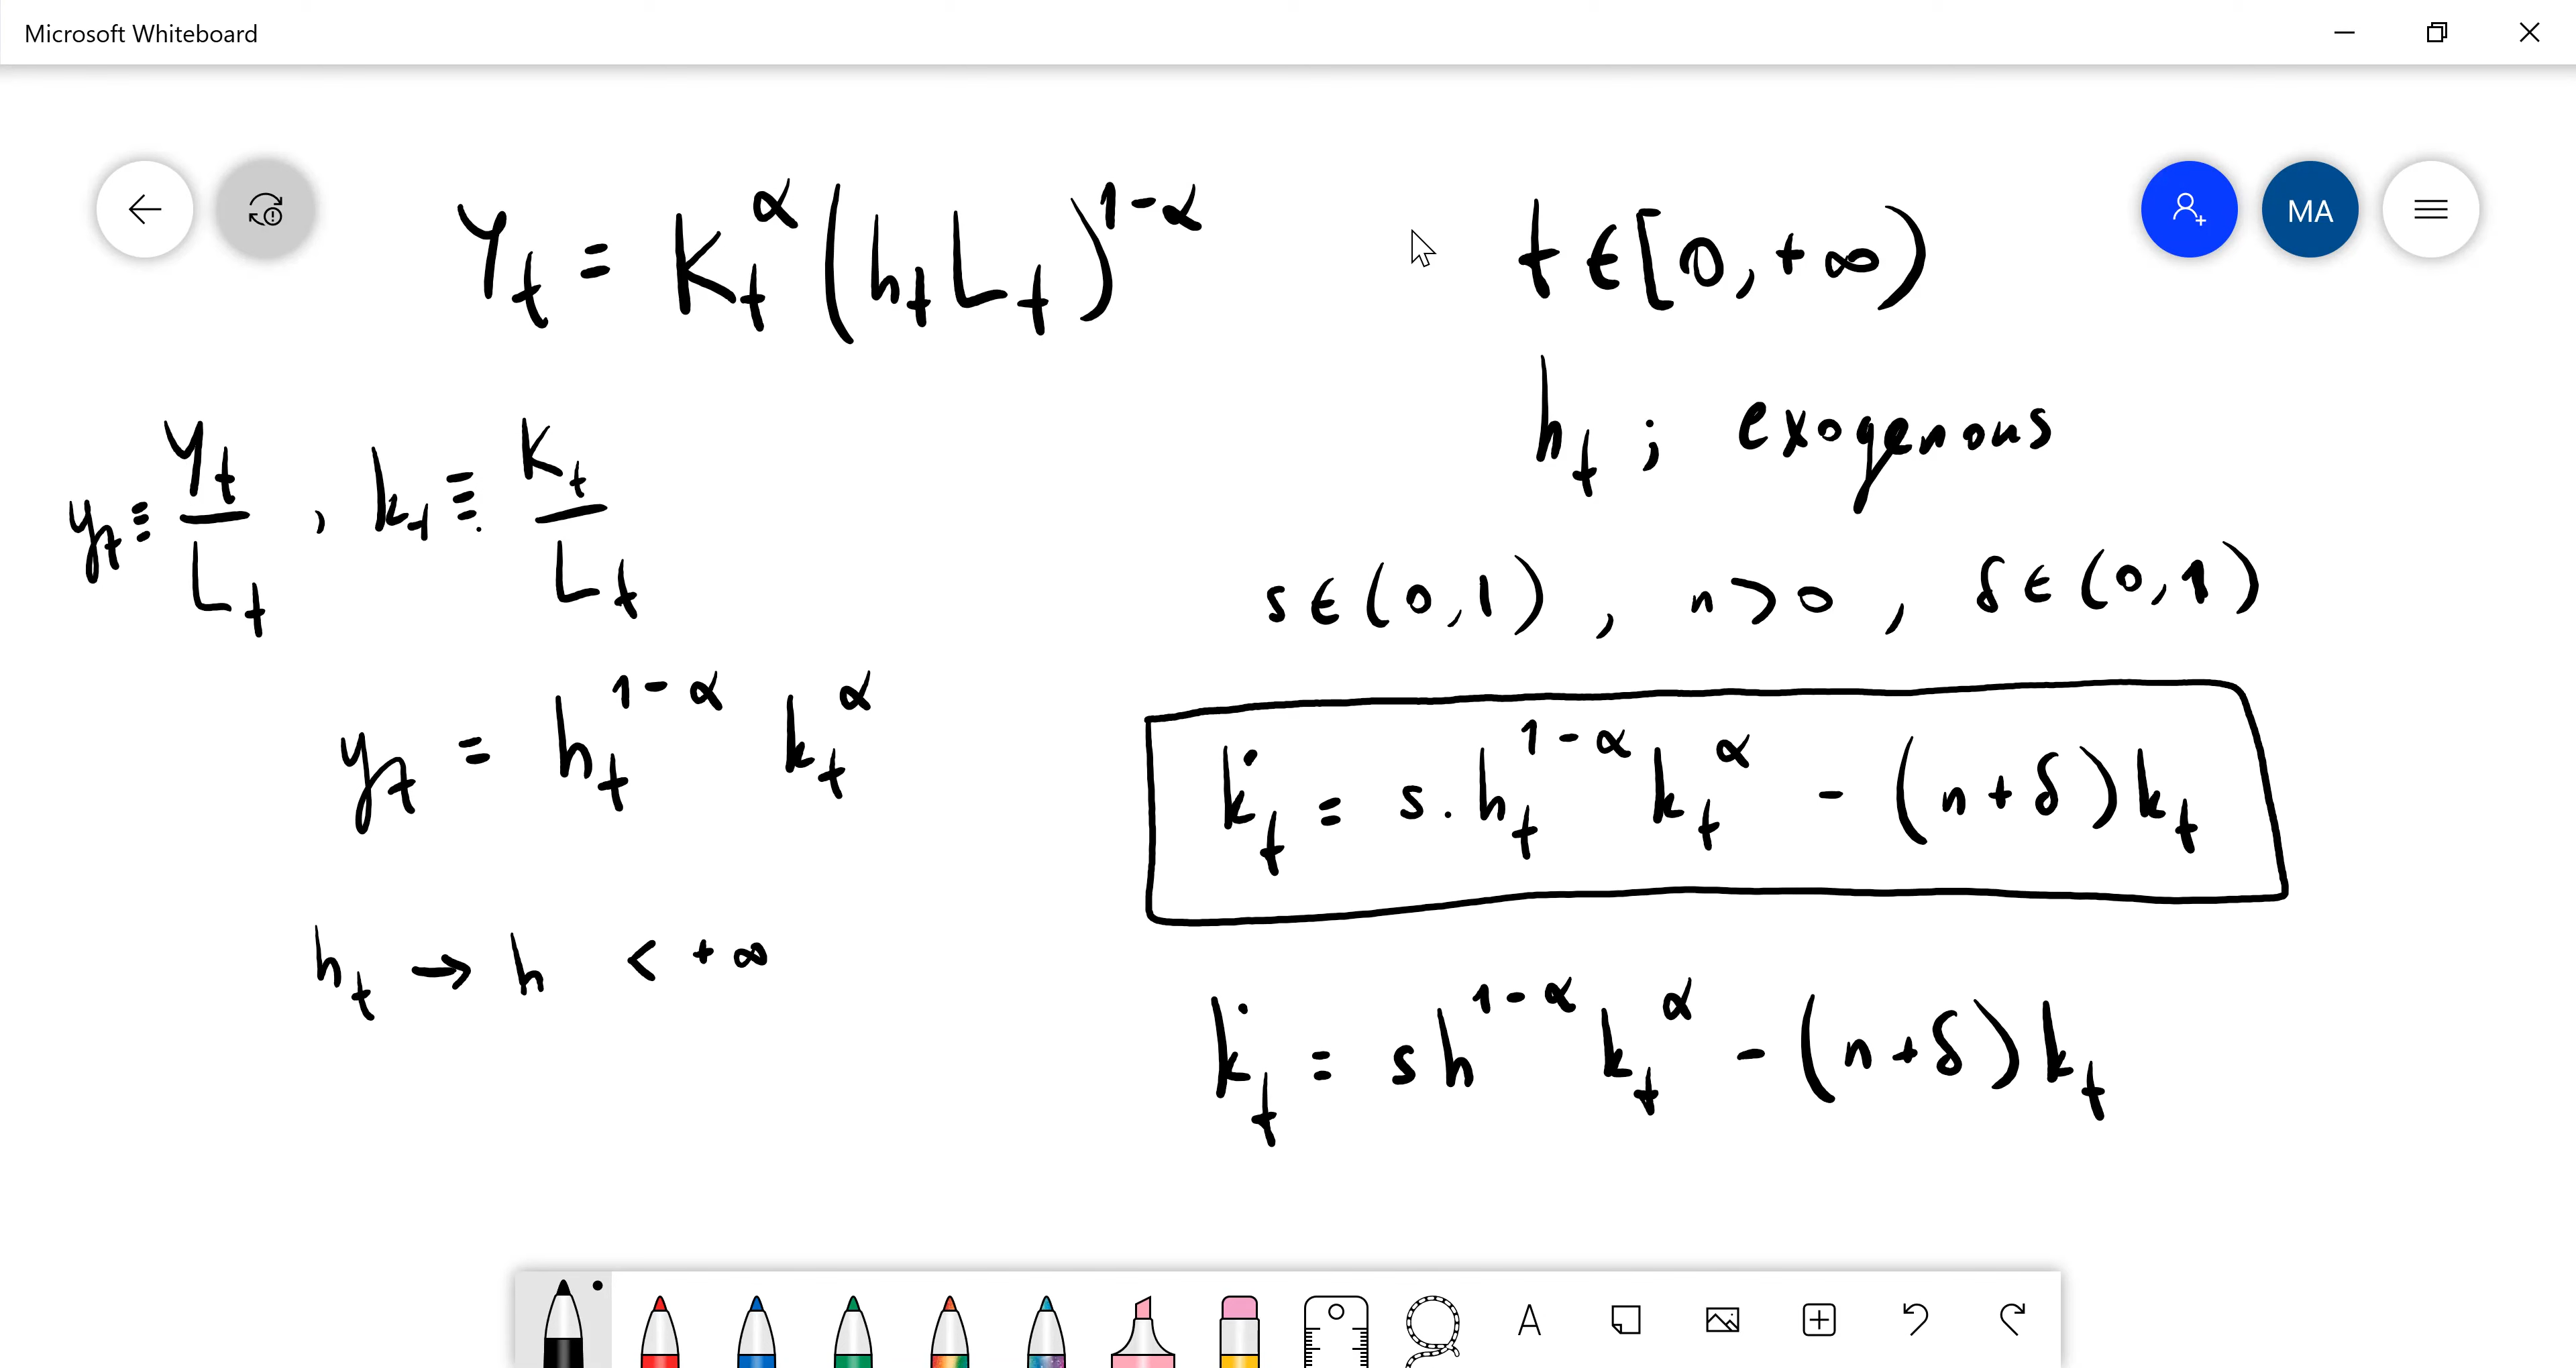 Microsoft Whiteboard
MA
Y_t = K_t^α (h_t L_t)^{1-α}
t ∈ [0, +∞)
h_t ; exogenous
y_t ≡ Y_t / L_t , k_t ≡ K_t / L_t
s ∈ (0, 1) , n > 0 , δ ∈ (0, 1)
y_t = h_t^{1-α} k_t^α
k̇_t = s . h_t^{1-α} k_t^α - (n + δ) k_t
h_t → h < +∞
k̇_t = s h^{1-α} k_t^α - (n + δ) k_t